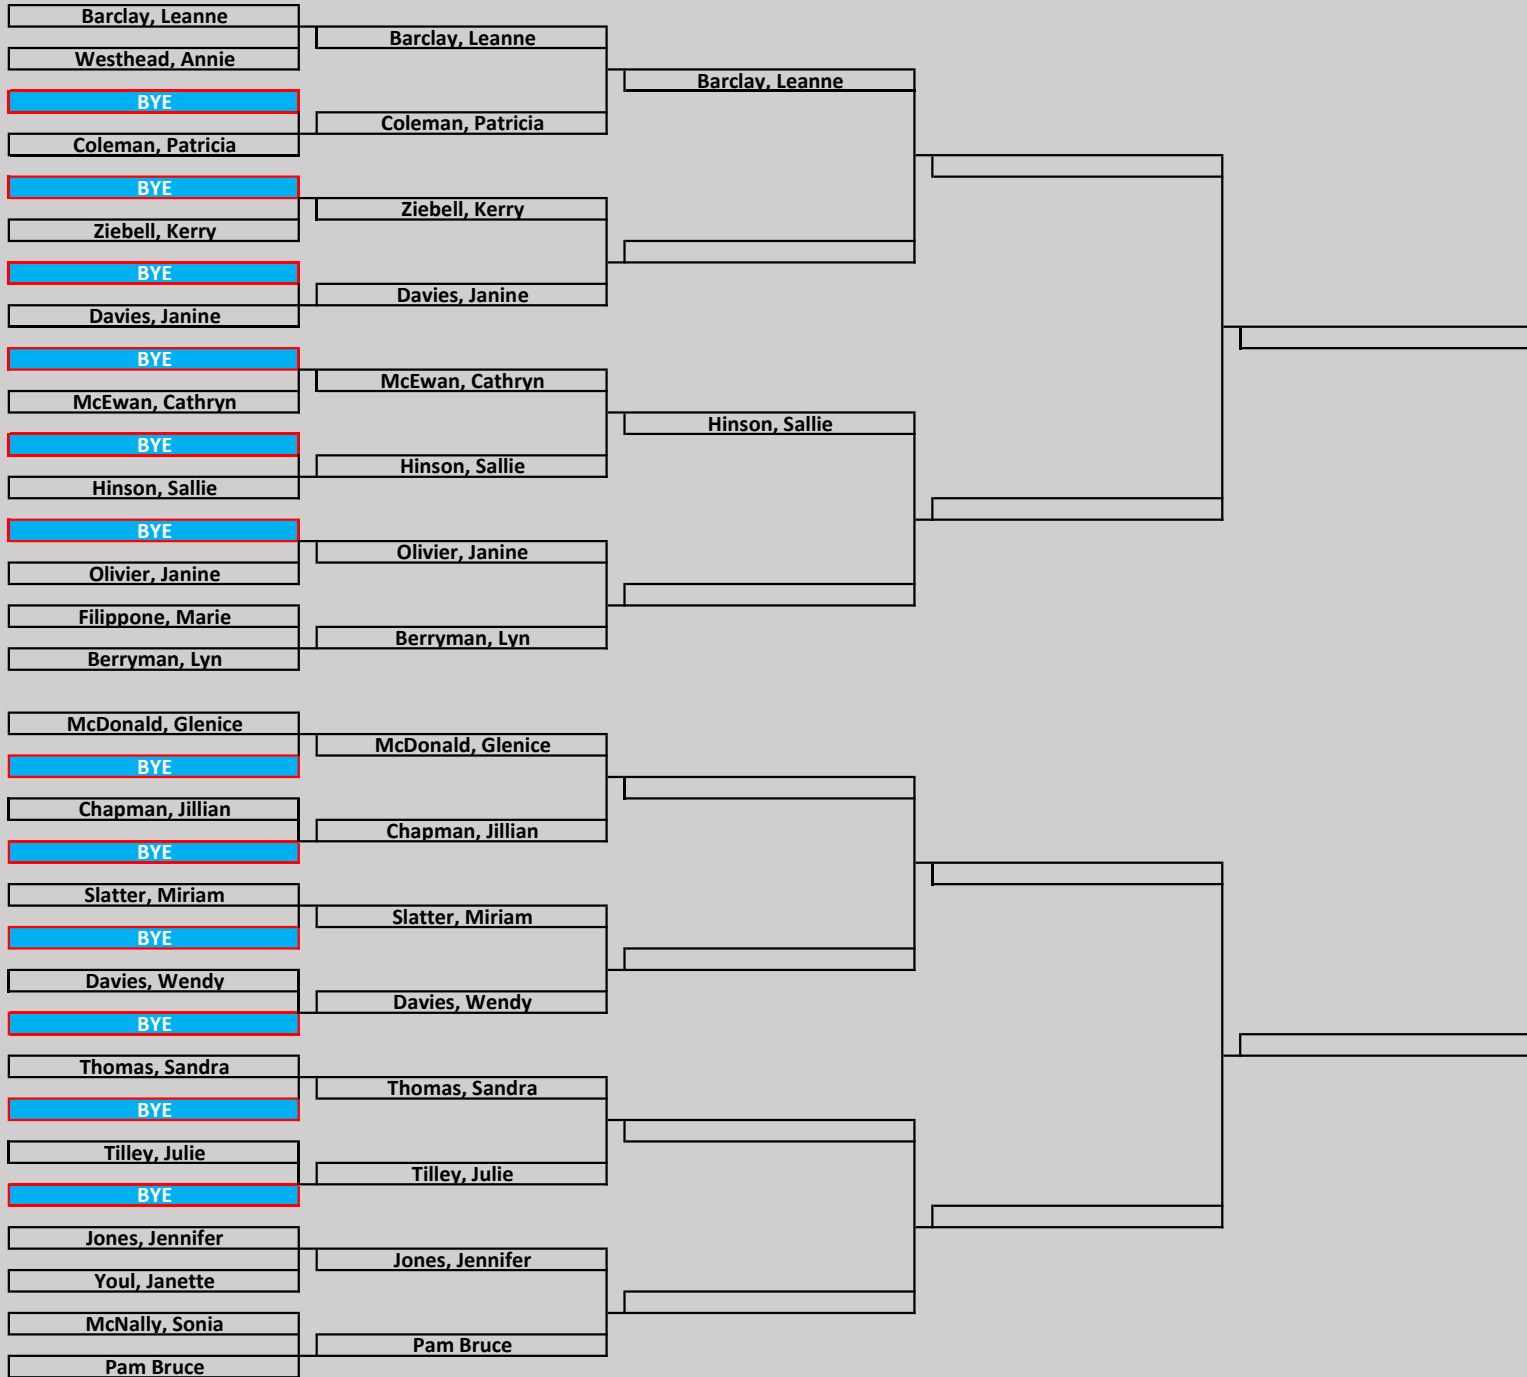 Barclay, Leanne
Westhead, Annie
BYE
Coleman, Patricia
BYE
Ziebell, Kerry
BYE
Davies, Janine
BYE
McEwan, Cathryn
BYE
Hinson, Sallie
BYE
Olivier, Janine
Filippone, Marie
Berryman, Lyn
McDonald, Glenice
BYE
Chapman, Jillian
BYE
Slatter, Miriam
BYE
Davies, Wendy
BYE
Thomas, Sandra
BYE
Tilley, Julie
BYE
Jones, Jennifer
Youl, Janette
McNally, Sonia
Pam Bruce
Barclay, Leanne
Coleman, Patricia
Ziebell, Kerry
Davies, Janine
McEwan, Cathryn
Hinson, Sallie
Olivier, Janine
Berryman, Lyn
McDonald, Glenice
Chapman, Jillian
Slatter, Miriam
Davies, Wendy
Thomas, Sandra
Tilley, Julie
Jones, Jennifer
Pam Bruce
Barclay, Leanne
Hinson, Sallie